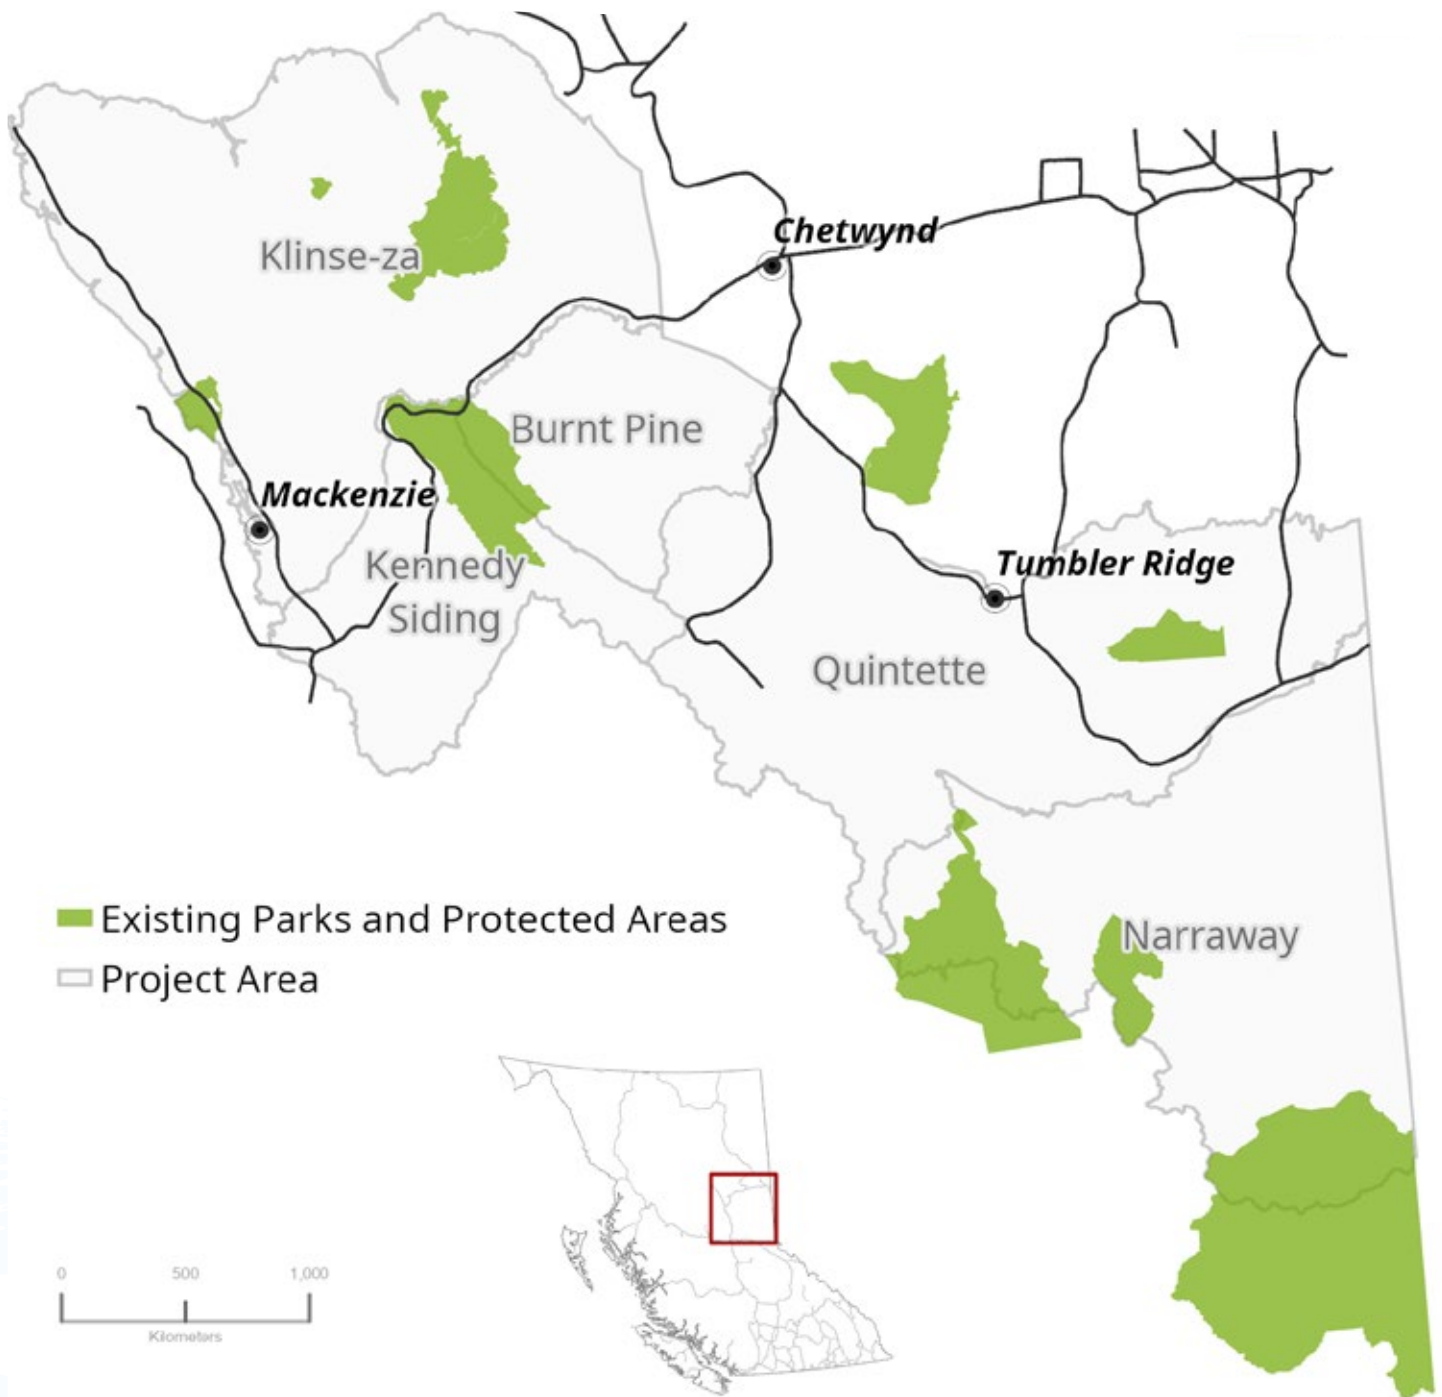 Chetwynd
Klinse-za
Burnt Pine
Mackenzie
Kennedy
Siding
Tumbler Ridge
Quintette
Existing Parks and Protected Areas
Narraway
Project Area
0 500 1,000
Kilometers